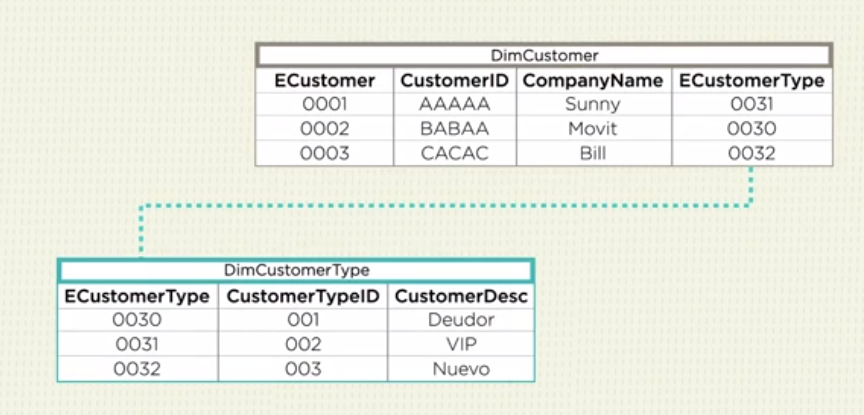 DimCustomer
ECustomer CustomerID CompanyName ECustomerType
0001 AAAAA Sunny 0031
0002 BABAA Movit 0030
0003 CACAC Bill 0032
DimCustomerType
ECustomerType CustomerTypeID CustomerDesc
0030 001 Deudor
0031 002 VIP
0032 003 Nuevo